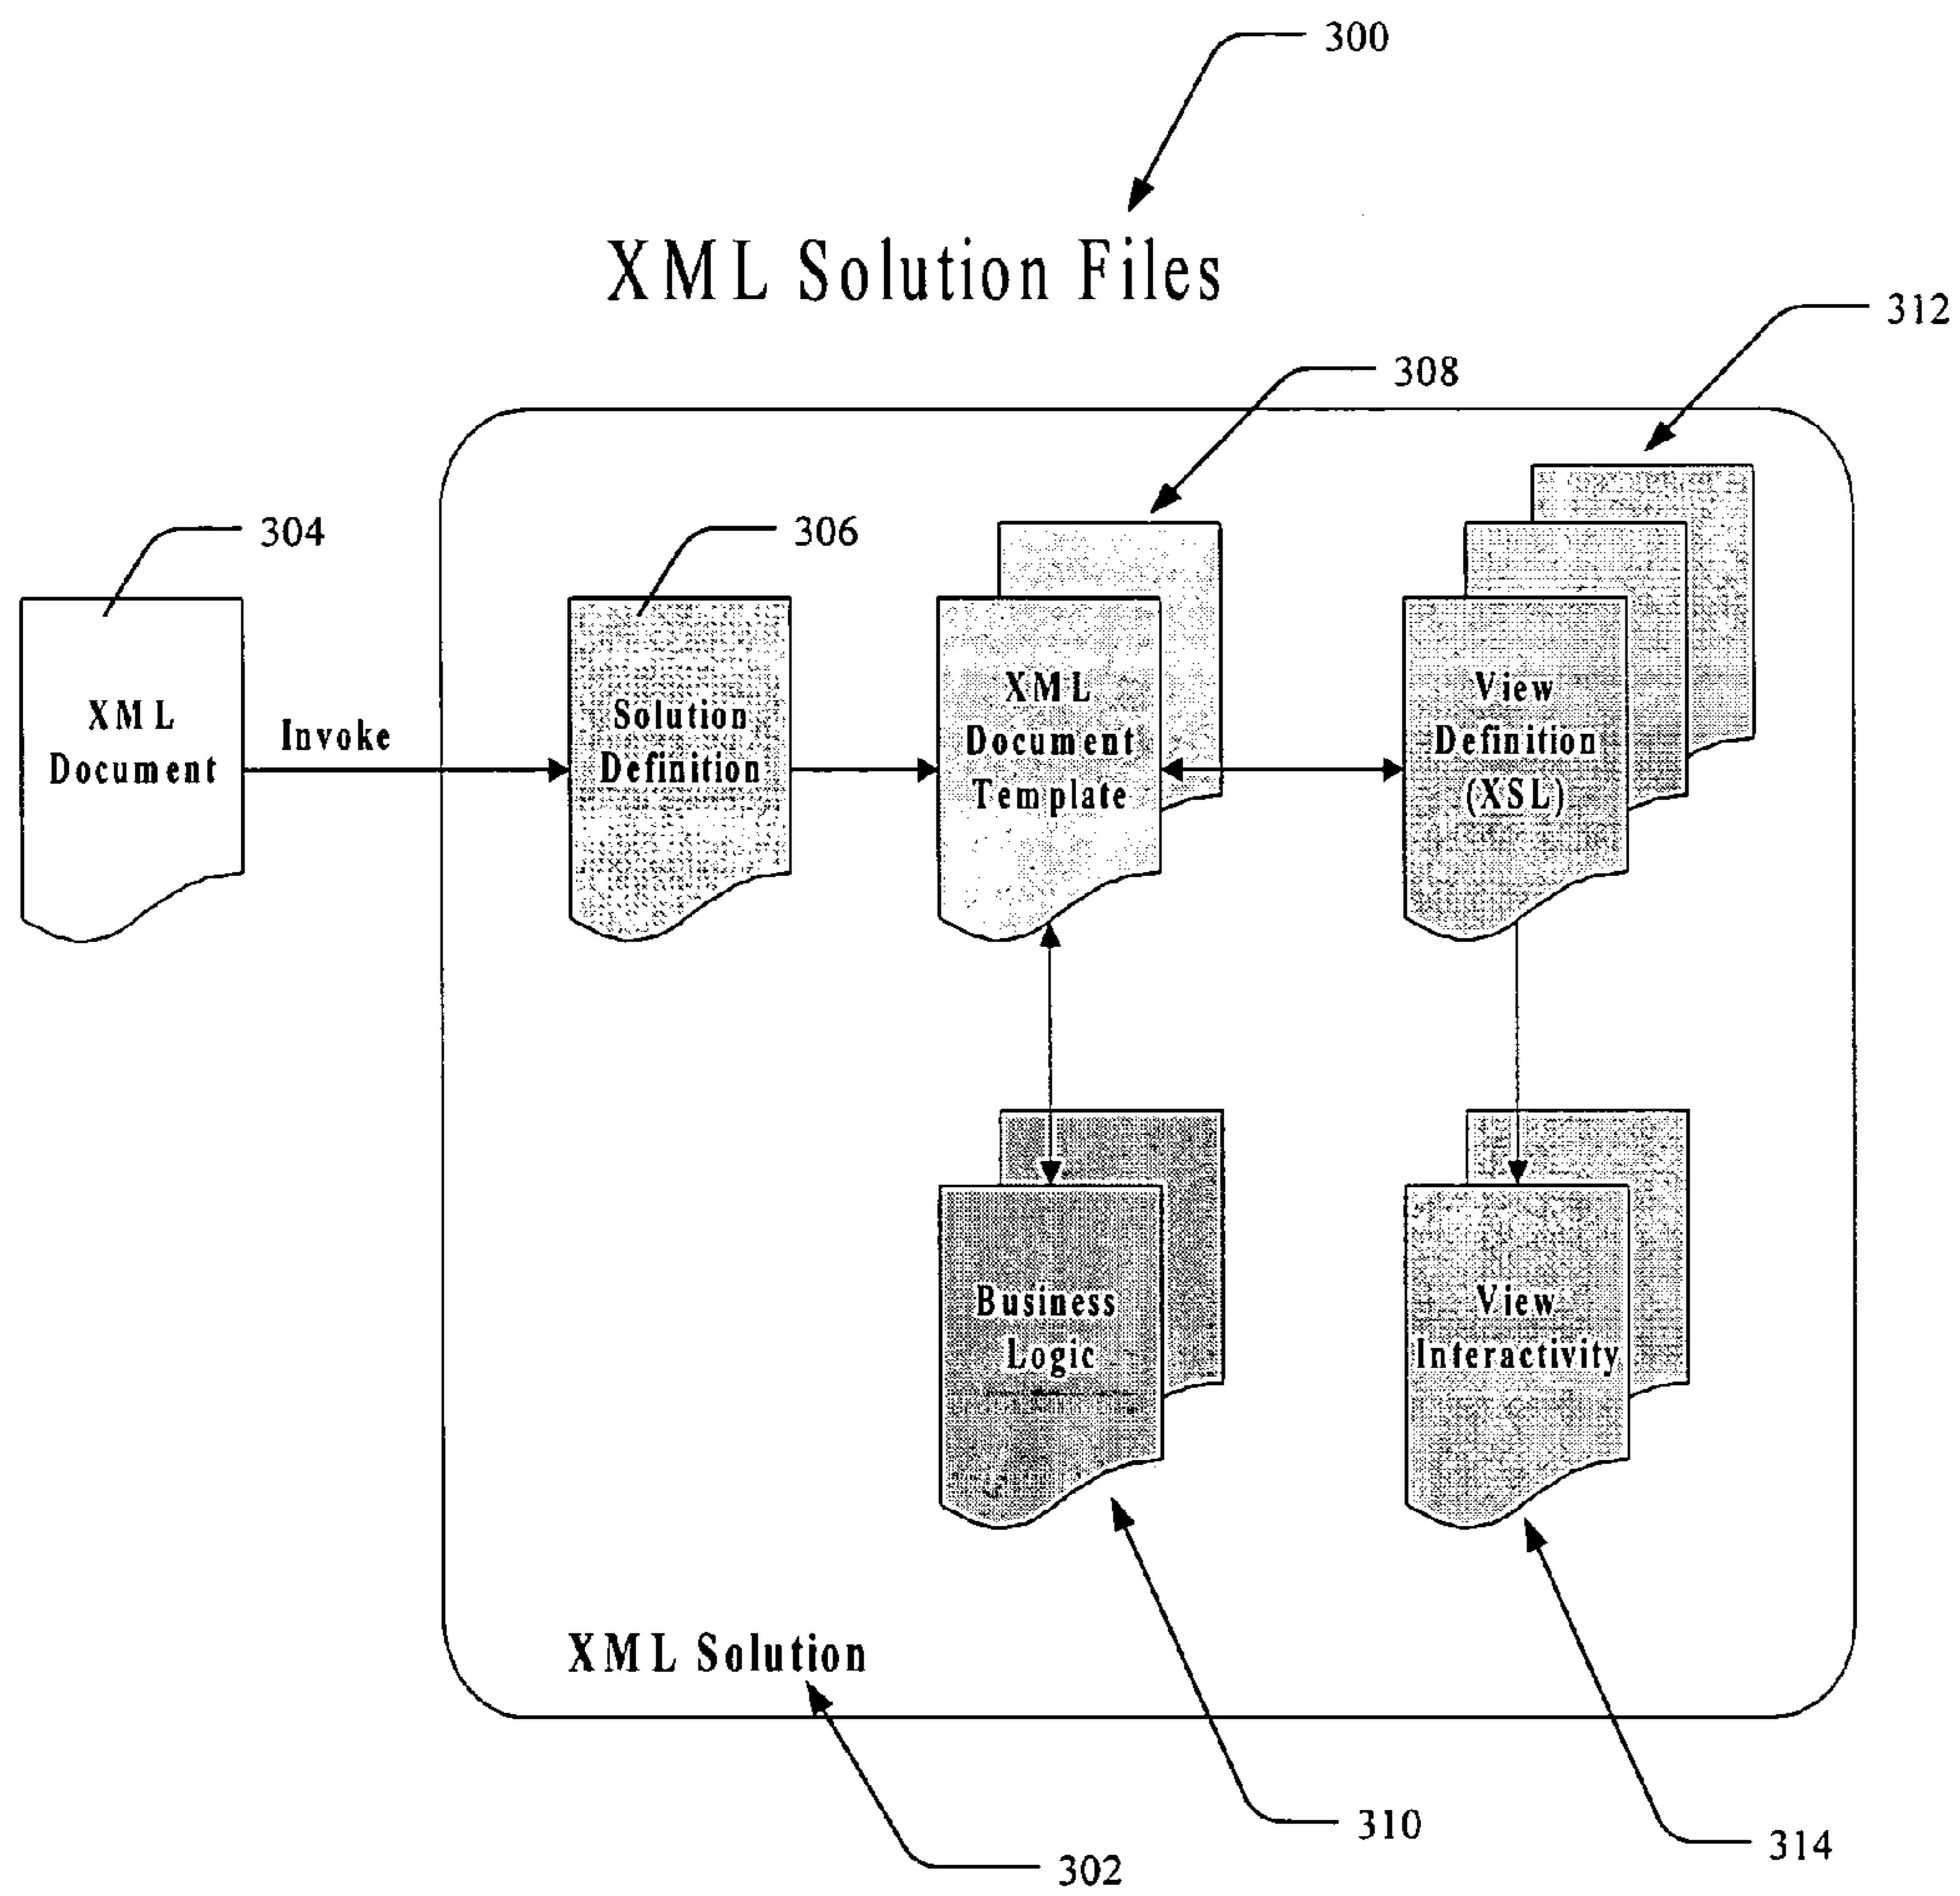 300
XML Solution Files
312
308
304
306
XML
Document
Invoke
Solution
Definition
XML
Document
Template
View
Definition
(XSL)
Business
Logic
View
Interactivity
XML Solution
310
314
302